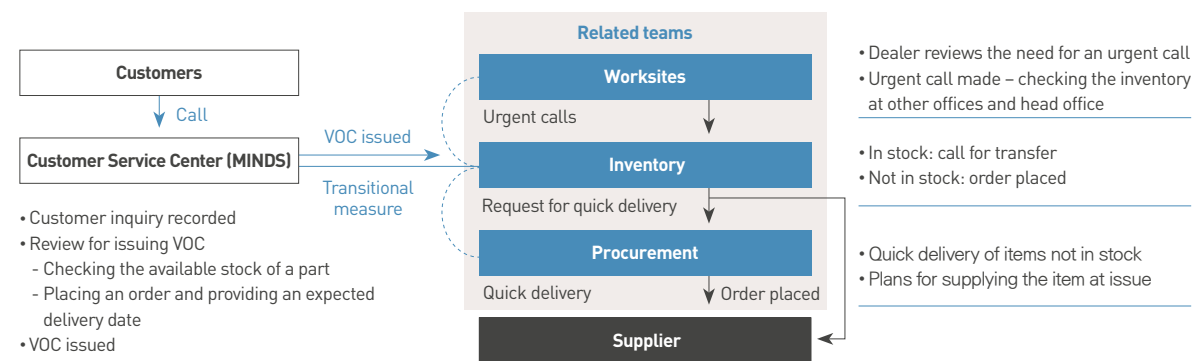 Customers
Call
Customer Service Center (MINDS)
• Customer inquiry recorded
• Review for issuing VOC
- Checking the available stock of a part
- Placing an order and providing an expected
delivery date
• VOC issued
VOC issued
Transitional
measure
Related teams
Worksites
Urgent calls
Inventory
Request for quick delivery
Procurement
Quick delivery
Order placed
Supplier
• Dealer reviews the need for an urgent call
• Urgent call made – checking the inventory
at other offices and head office
• In stock: call for transfer
• Not in stock: order placed
• Quick delivery of items not in stock
• Plans for supplying the item at issue